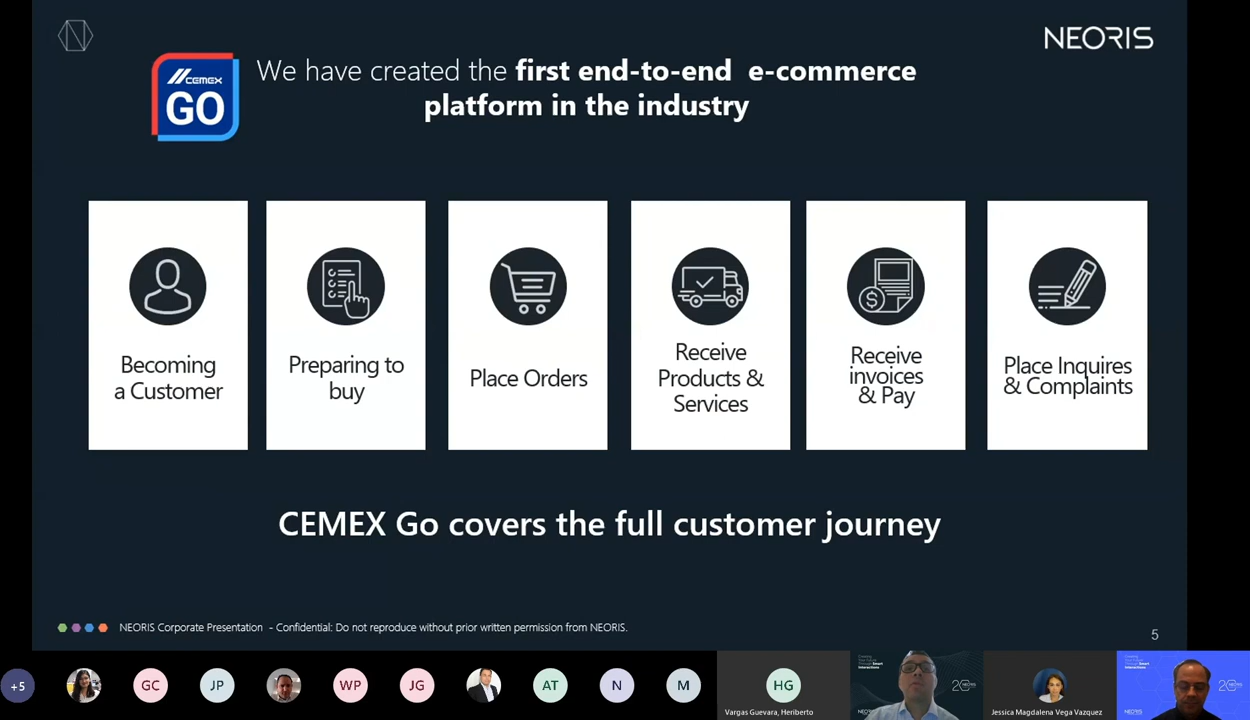 NEORIS
CEMEX
GO
We have created the first end-to-end e-commerce
platform in the industry
Becoming
a Customer
Preparing to
buy
Place Orders
Receive
Products &
Services
$
Receive
invoices
& Pay
Place Inquires
& Complaints
CEMEX Go covers the full customer journey
NEORIS Corporate Presentation - Confidential: Do not reproduce without prior written permission from NEORIS.
5
+5
GC
JP
WP
JG
AT
N
M
HG
Vargas Guevara, Heriberto
Jessica Magdalena Vega Vazquez
NEORIS